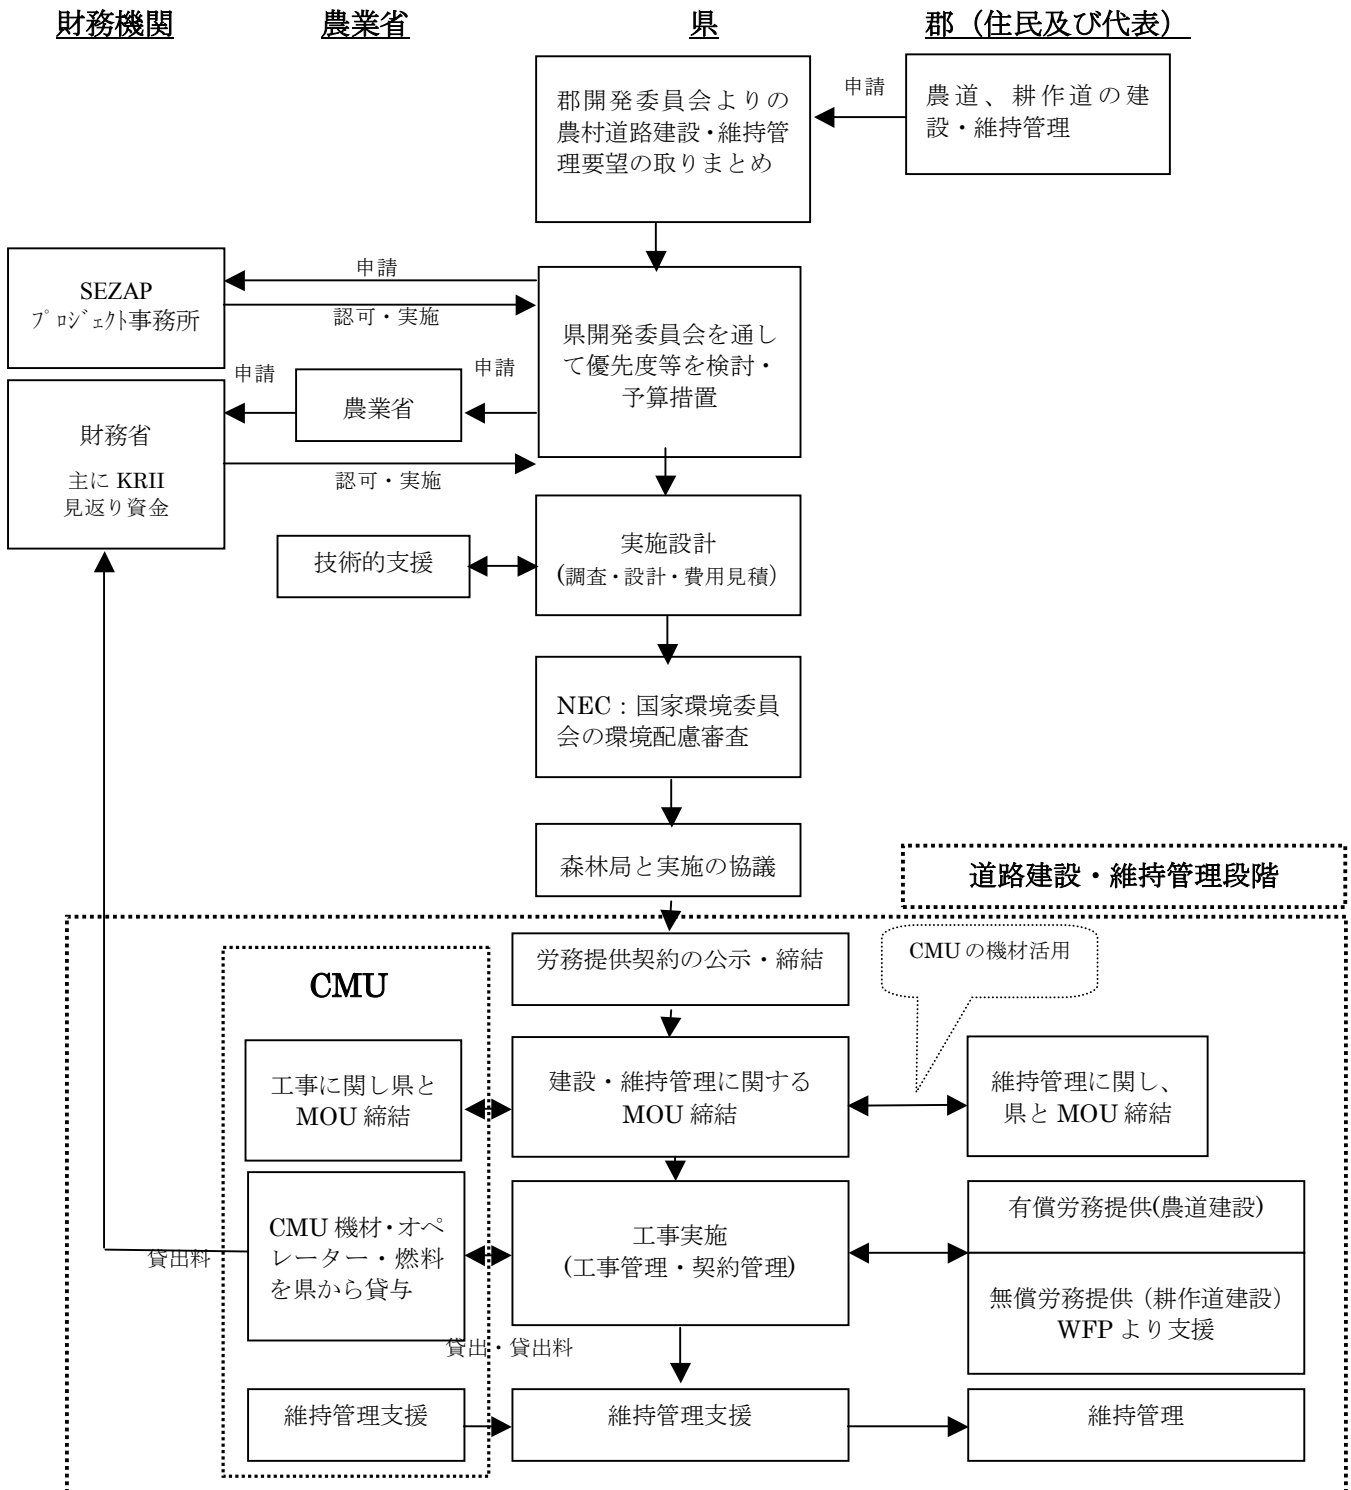 財務機関
農業省
県
郡（住民及び代表）
郡開発委員会よりの
農村道路建設・維持管
理要望の取りまとめ
申請
農道、耕作道の建
設・維持管理
SEZAP
ﾌﾟﾛｼﾞｪｸﾄ事務所
申請
認可・実施
県開発委員会を通し
て優先度等を検討・
予算措置
申請
農業省
申請
財務省
主に KRII
見返り資金
認可・実施
技術的支援
実施設計
(調査・設計・費用見積)
NEC：国家環境委員
会の環境配慮審査
森林局と実施の協議
道路建設・維持管理段階
CMU
労務提供契約の公示・締結
CMU の機材活用
工事に関し県と
MOU 締結
建設・維持管理に関する
MOU 締結
維持管理に関し、
県と MOU 締結
貸出料
CMU 機材・オペ
レーター・燃料
を県から貸与
工事実施
(工事管理・契約管理)
有償労務提供(農道建設)
無償労務提供（耕作道建設）
WFP より支援
貸出・貸出料
維持管理支援
維持管理支援
維持管理